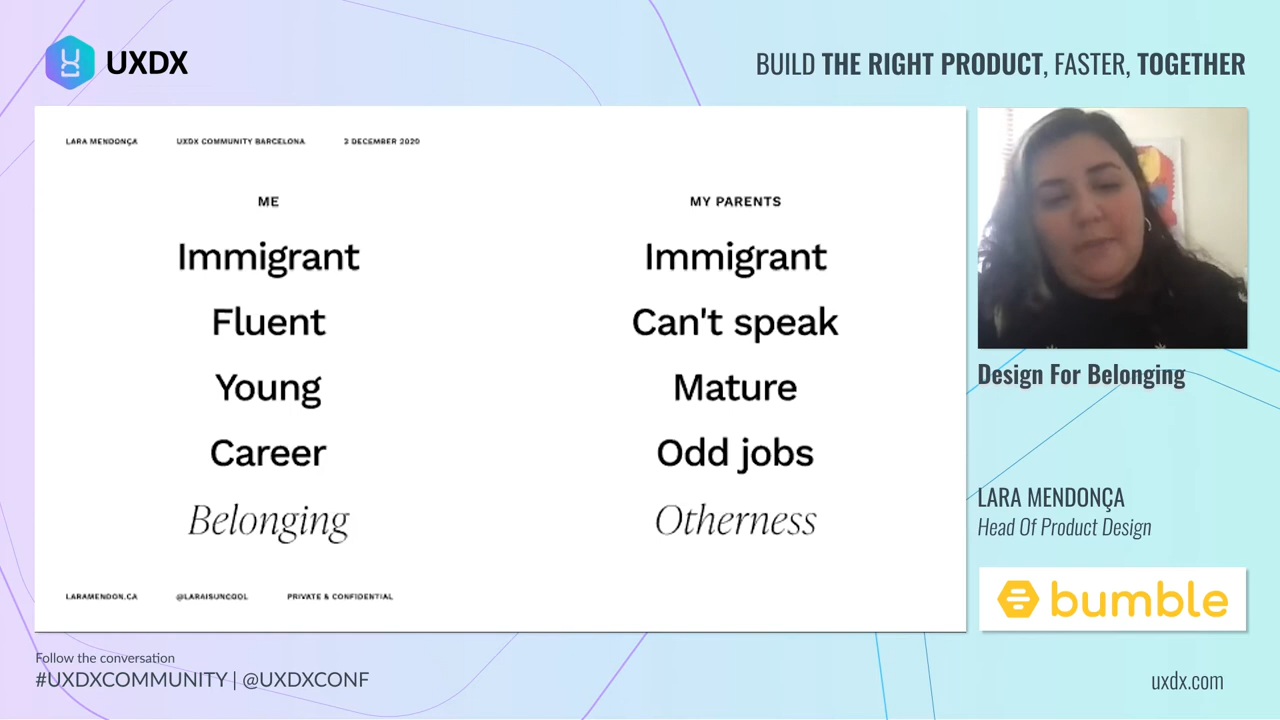 UXDX
BUILD THE RIGHT PRODUCT, FASTER, TOGETHER
LARA MENDONÇA UXDX COMMUNITY BARCELONA 3 DECEMBER 2020
ME
Immigrant
Fluent
Young
Career
Belonging
MY PARENTS
Immigrant
Can't speak
Mature
Odd jobs
Otherness
LARAMENDON.CA @LARAISUNCOOL PRIVATE & CONFIDENTIAL
Design For Belonging
LARA MENDONÇA
Head Of Product Design
bumble
Follow the conversation
#UXDXCOMMUNITY | @UXDXCONF
uxdx.com